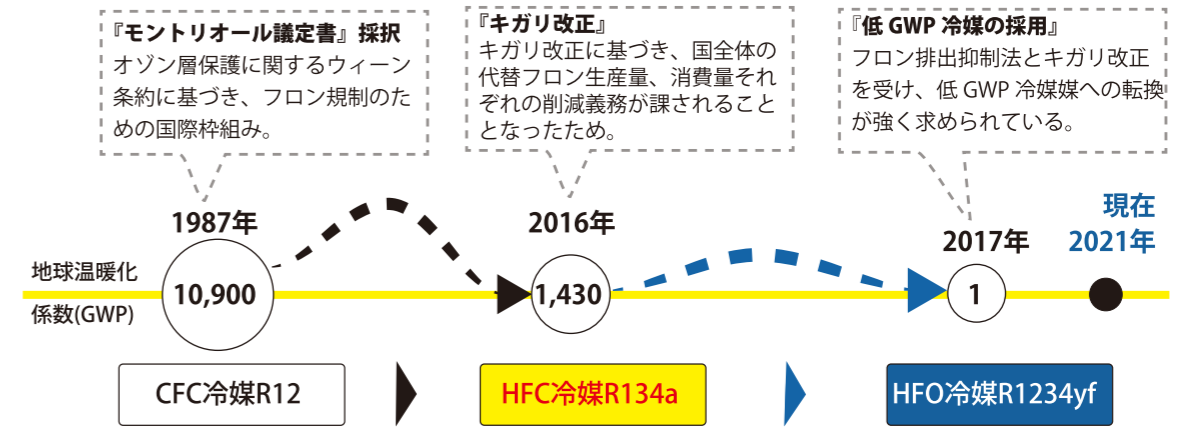 『モントリオール議定書』採択
オゾン層保護に関するウィーン
条約に基づき、フロン規制のた
めの国際枠組み。
『キガリ改正』
キガリ改正に基づき、国全体の
代替フロン生産量、消費量それ
ぞれの削減義務が課されること
となったため。
『低 GWP 冷媒の採用』
フロン排出抑制法とキガリ改正
を受け、低 GWP 冷媒媒への転換
が強く求められている。
1987年
2016年
2017年
現在
2021年
地球温暖化
係数(GWP)
10,900
1,430
1
CFC冷媒R12
HFC冷媒R134a
HFO冷媒R1234yf